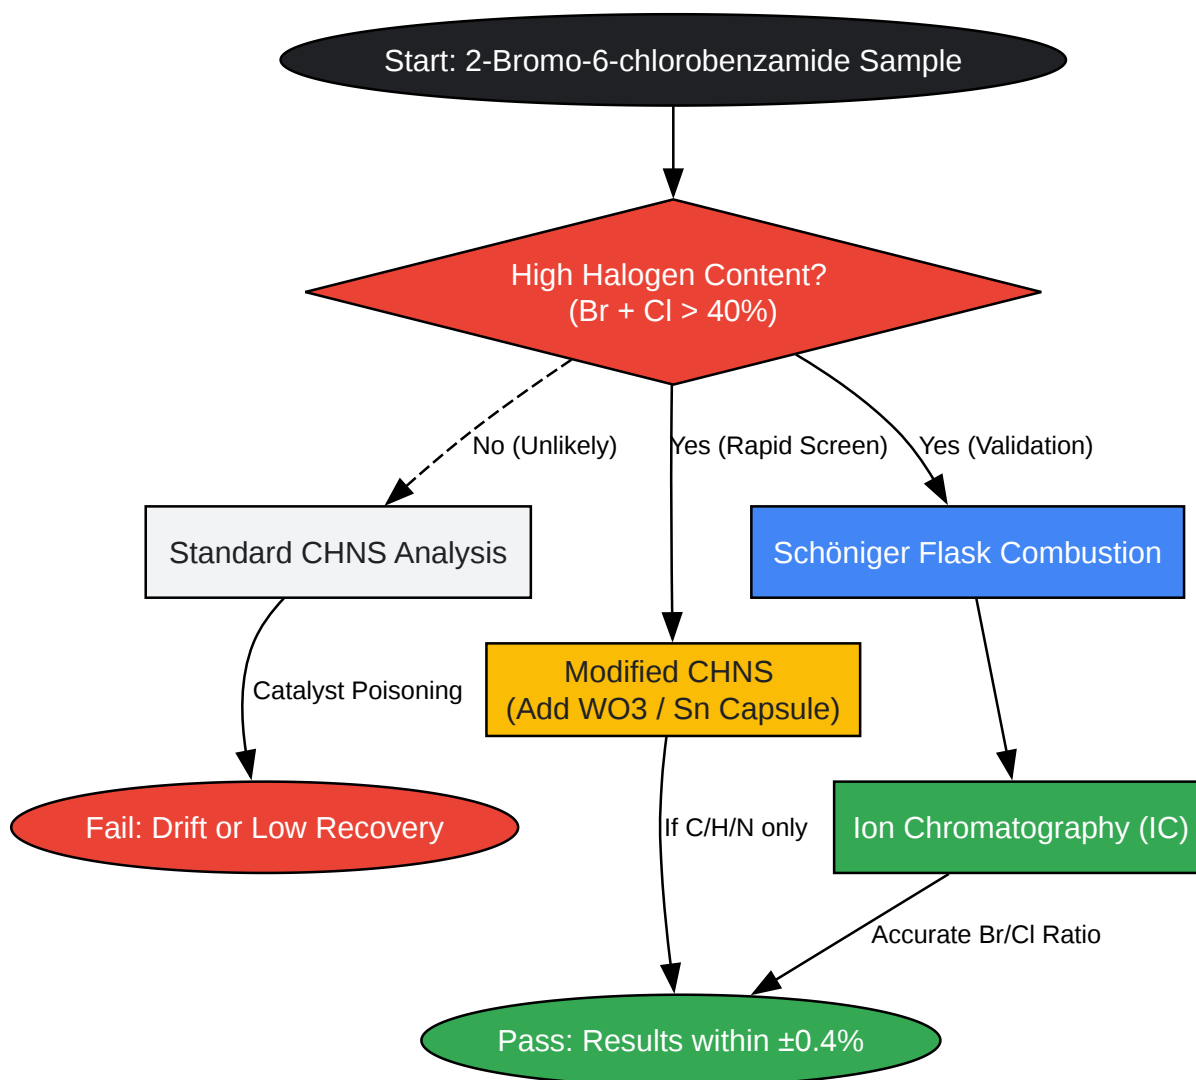 Start: 2-Bromo-6-chlorobenzamide Sample
High Halogen Content?
(Br + Cl > 40%)
No (Unlikely)
Yes (Rapid Screen)
Yes (Validation)
Standard CHNS Analysis
Schöniger Flask Combustion
Modified CHNS
(Add WO3 / Sn Capsule)
Catalyst Poisoning
Fail: Drift or Low Recovery
If C/H/N only
Ion Chromatography (IC)
Accurate Br/Cl Ratio
Pass: Results within ±0.4%